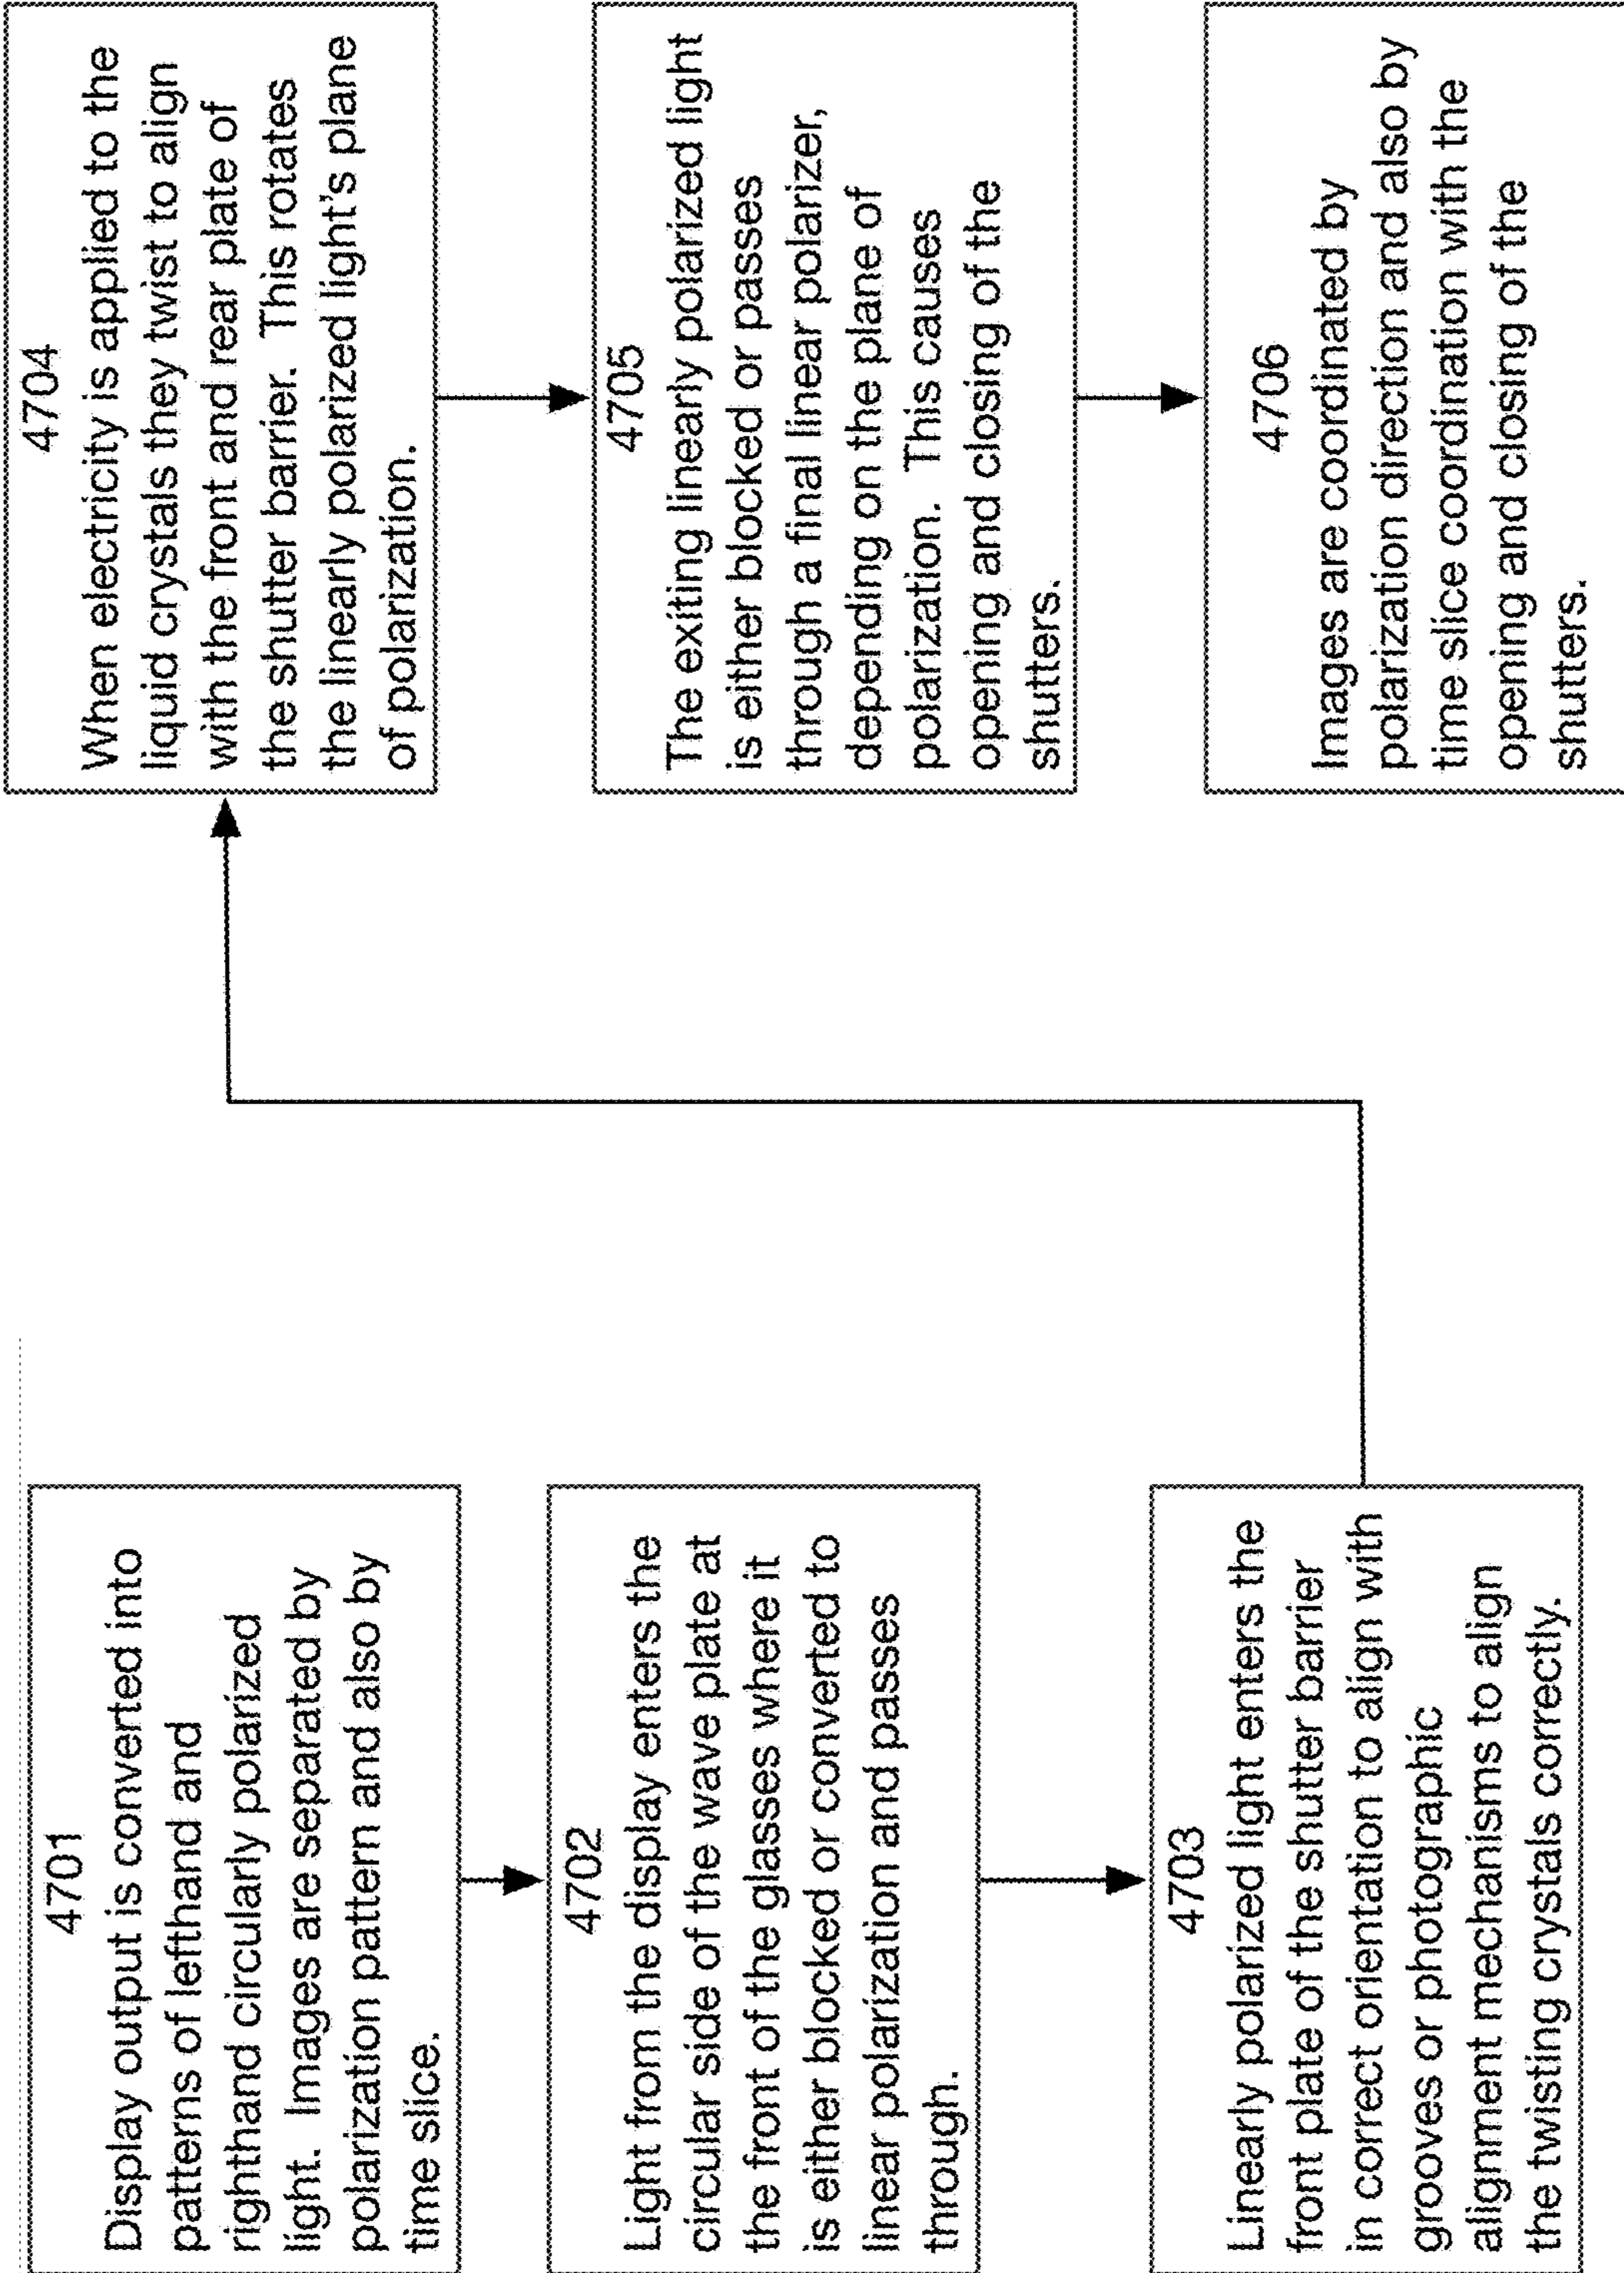 4701
Display output is converted into
patterns of lefthand and
righthand circularly polarized
light. Images are separated by
polarization pattern and also by
time slice.
4702
Light from the display enters the
circular side of the wave plate at
the front of the glasses where it
is either blocked or converted to
linear polarization and passes
through.
4703
Linearly polarized light enters the
front plate of the shutter barrier
in correct orientation to align with
grooves or photographic
alignment mechanisms to align
the twisting crystals correctly.
4704
When electricity is applied to the
liquid crystals they twist to align
with the front and rear plate of
the shutter barrier. This rotates
the linearly polarized light's plane
of polarization.
4705
The exiting linearly polarized light
is either blocked or passes
through a final linear polarizer,
depending on the plane of
polarization. This causes
opening and closing of the
shutters.
4706
Images are coordinated by
polarization direction and also by
time slice coordination with the
opening and closing of the
shutters.